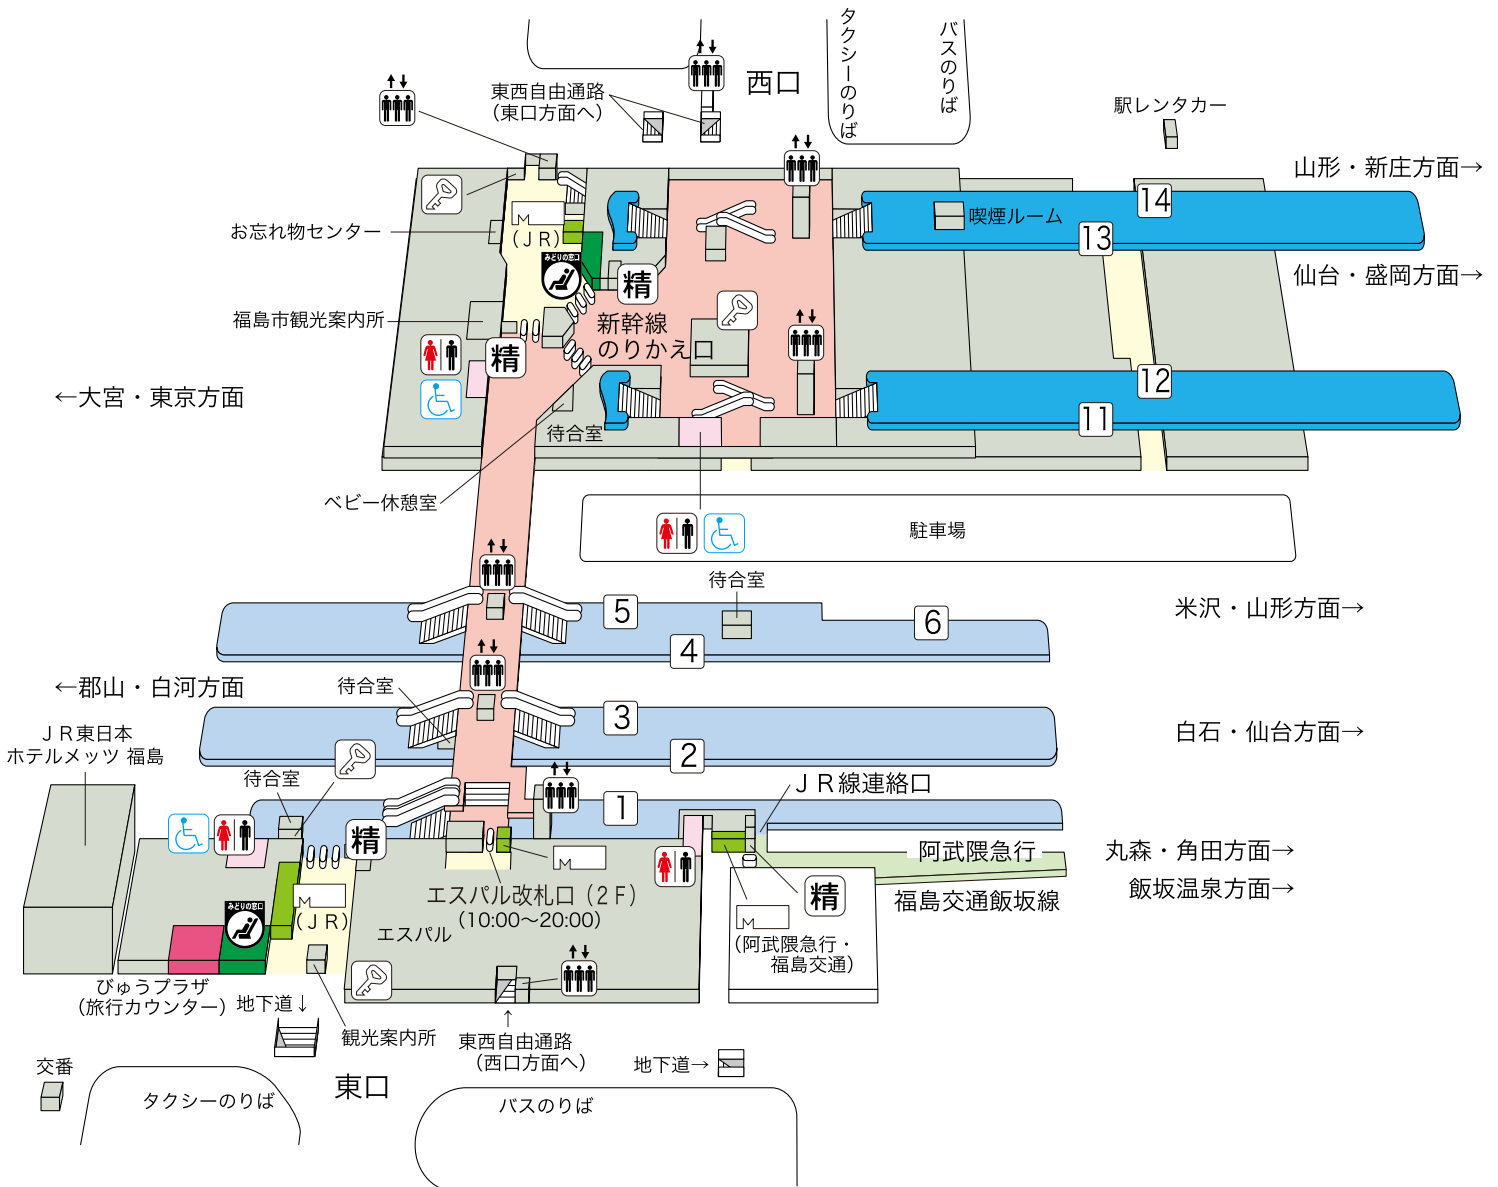 タクシーのりば
バスのりば
西口
東西自由通路
（東口方面へ）
駅レンタカー
山形・新庄方面→
14
喫煙ルーム
13
お忘れ物センター
M
（ＪＲ）
みどりの窓口
精
仙台・盛岡方面→
福島市観光案内所
新幹線
のりかえ口
精
←大宮・東京方面
12
11
待合室
ベビー休憩室
駐車場
待合室
5
6
米沢・山形方面→
4
←郡山・白河方面
待合室
3
白石・仙台方面→
2
ＪＲ東日本
ホテルメッツ 福島
待合室
ＪＲ線連絡口
1
精
M
阿武隈急行
丸森・角田方面→
福島交通飯坂線
飯坂温泉方面→
エスパル改札口（２Ｆ）
(10:00〜20:00)
精
M
（ＪＲ）
みどりの窓口
エスパル
M
（阿武隈急行・
福島交通）
びゅうプラザ
（旅行カウンター）
地下道↓
観光案内所
↑
東西自由通路
（西口方面へ）
地下道→
交番
東口
タクシーのりば
バスのりば